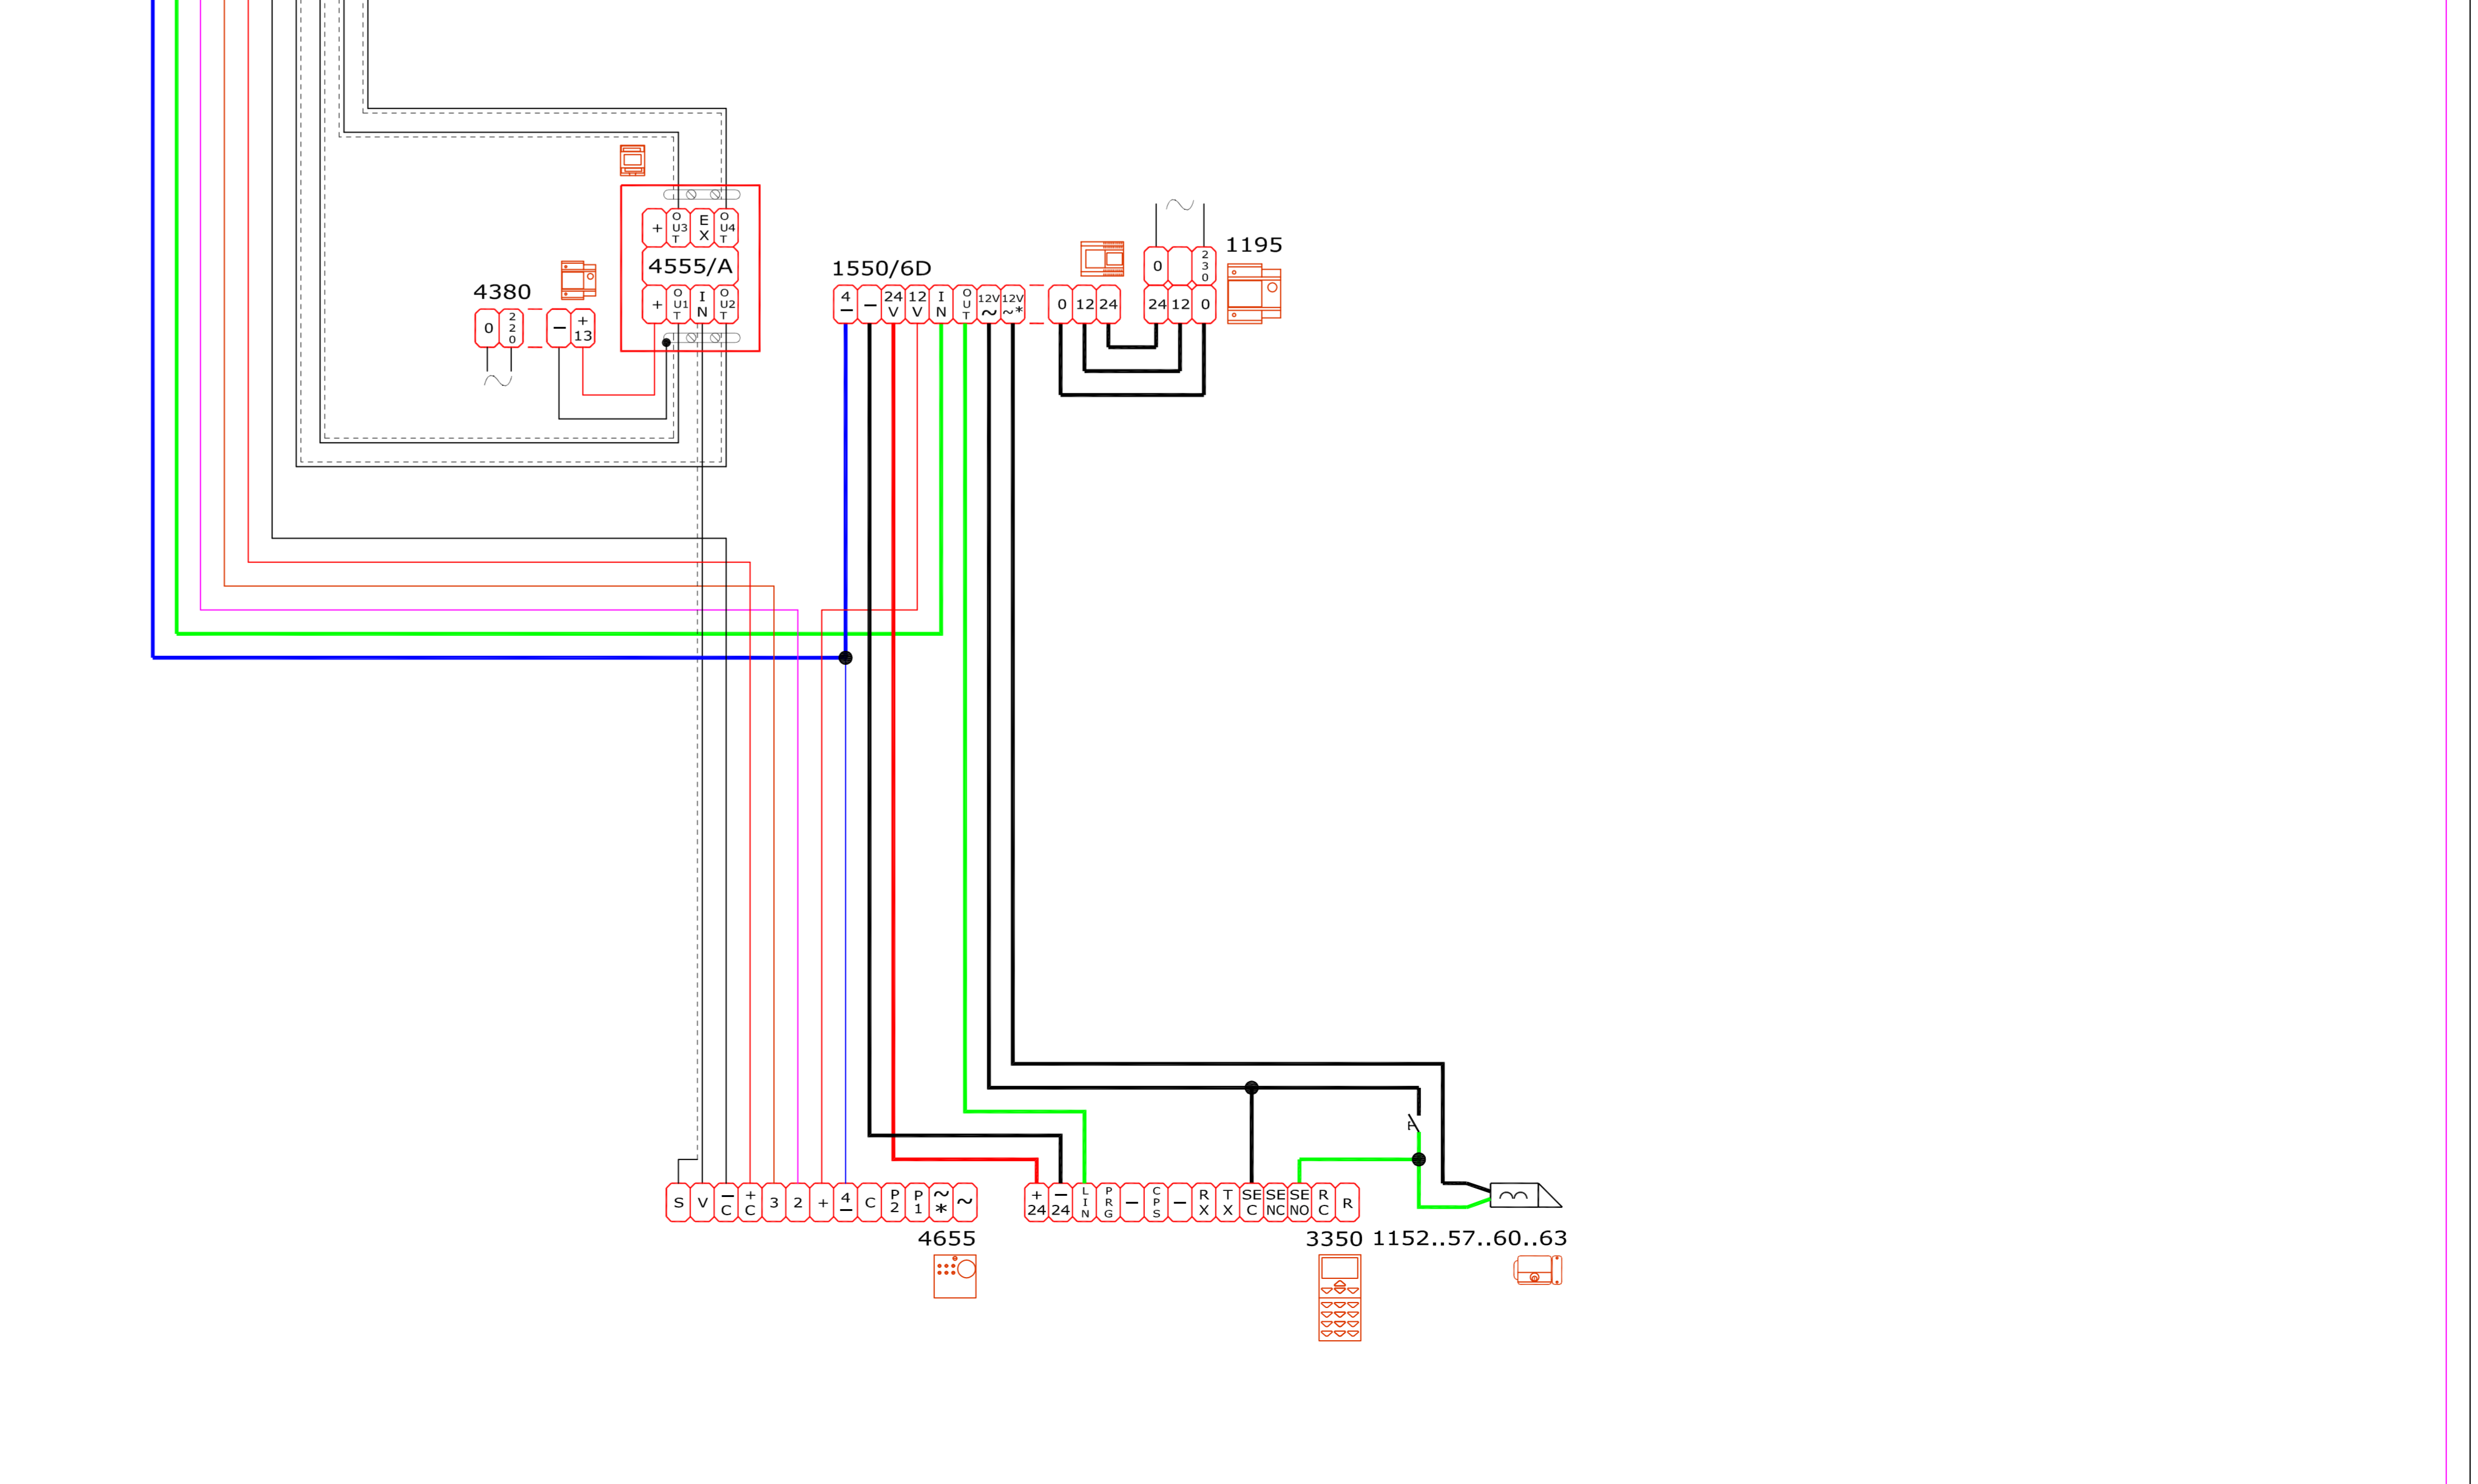 + OUT3 EX OUT4
4555/A
+ OUT1 IN OUT2
4380
0 220 − +13
1550/6D
4− − 24V 12V IN OUT 12V~ 12V~* 0 12 24
1195
0 230
24 12 0
S V −C +C 3 2 + 4− C P2 P1 ~* ~
4655
+24 −24 LIN PRG − CPS − RX TX SEC SENC SENO RC R
3350
1152..57..60..63